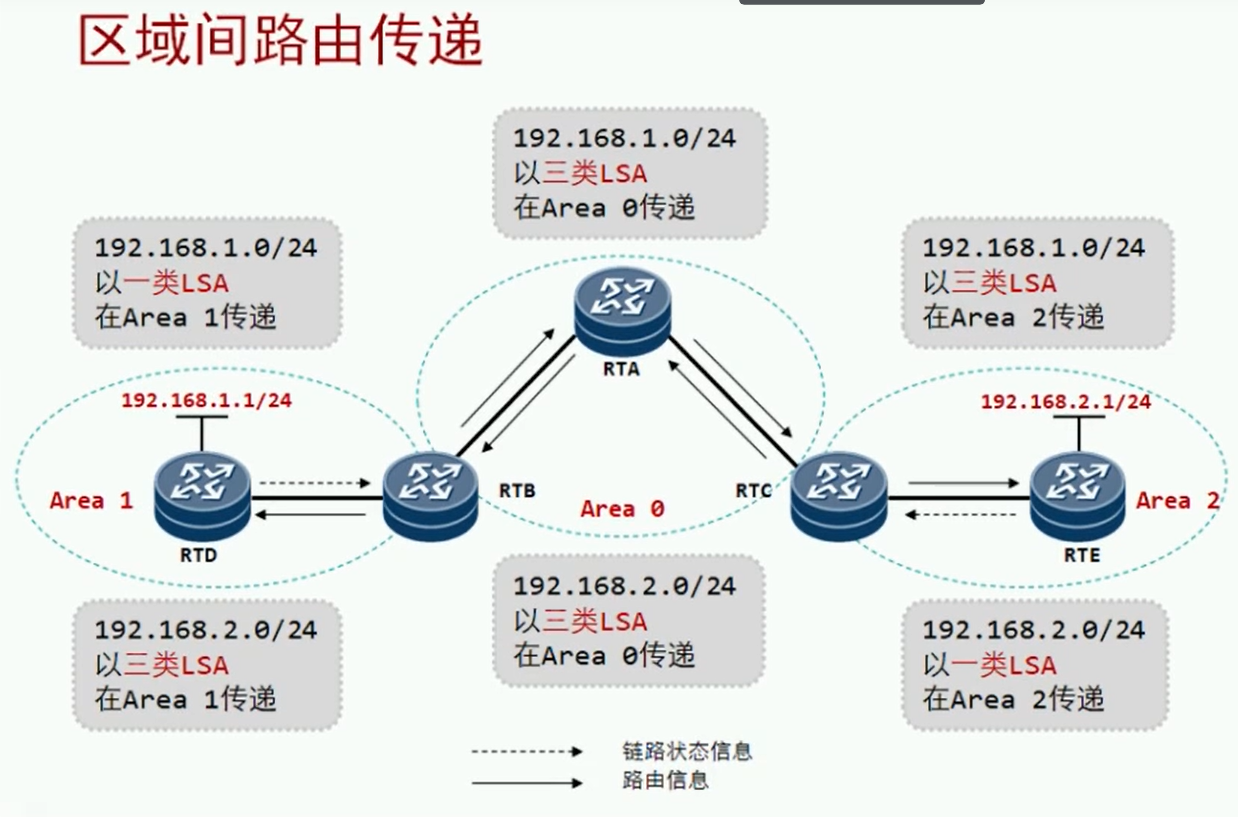 区域间路由传递
192.168.1.0/24
以三类LSA
在Area 0传递
192.168.1.0/24
以一类LSA
在Area 1传递
192.168.1.0/24
以三类LSA
在Area 2传递
192.168.1.1/24
192.168.2.1/24
RTA
Area 1
RTB
Area 0
RTC
Area 2
RTD
RTE
192.168.2.0/24
以三类LSA
在Area 1传递
192.168.2.0/24
以三类LSA
在Area 0传递
192.168.2.0/24
以一类LSA
在Area 2传递
链路状态信息
路由信息